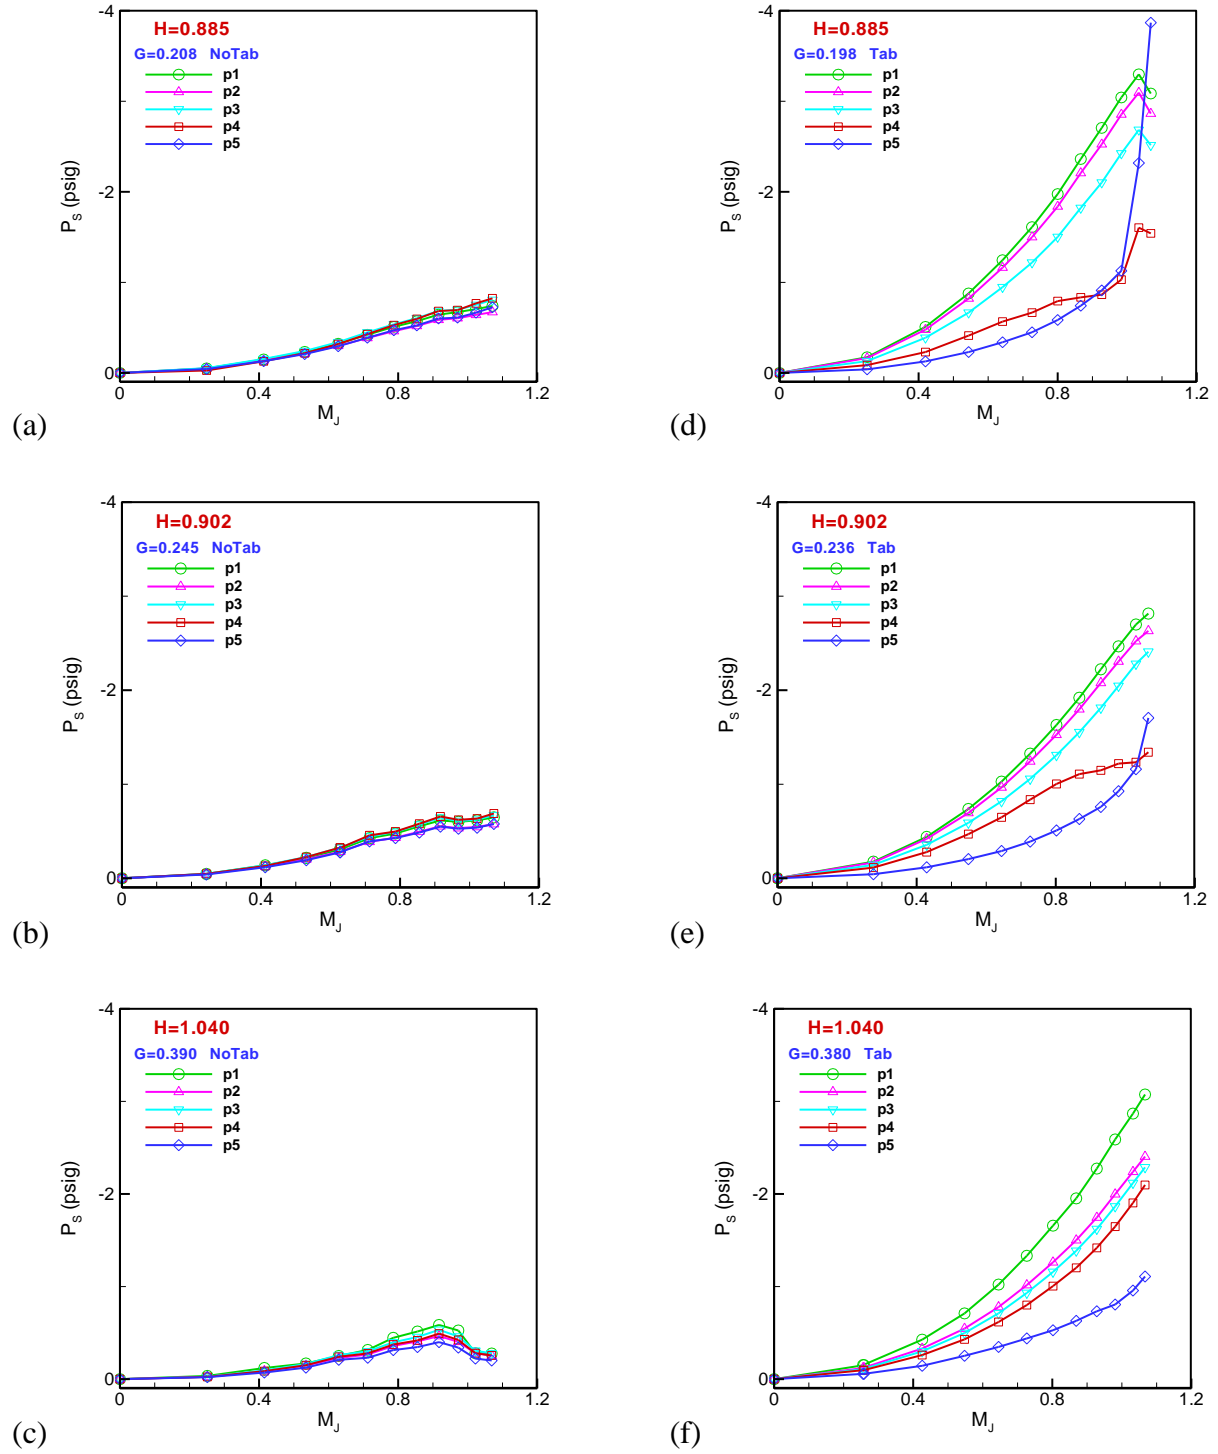 -4
H=0.885
G=0.208 NoTab
p1
p2
p3
p4
p5
-2
P_S (psig)
0
0 0.4 0.8 1.2
M_J
(a)
-4
H=0.885
G=0.198 Tab
p1
p2
p3
p4
p5
-2
P_S (psig)
0
0 0.4 0.8 1.2
M_J
(d)
-4
H=0.902
G=0.245 NoTab
p1
p2
p3
p4
p5
-2
P_S (psig)
0
0 0.4 0.8 1.2
M_J
(b)
-4
H=0.902
G=0.236 Tab
p1
p2
p3
p4
p5
-2
P_S (psig)
0
0 0.4 0.8 1.2
M_J
(e)
-4
H=1.040
G=0.390 NoTab
p1
p2
p3
p4
p5
-2
P_S (psig)
0
0 0.4 0.8 1.2
M_J
(c)
-4
H=1.040
G=0.380 Tab
p1
p2
p3
p4
p5
-2
P_S (psig)
0
0 0.4 0.8 1.2
M_J
(f)